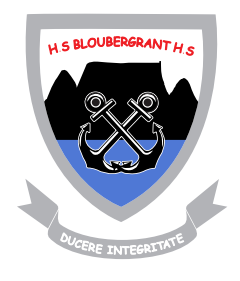 H S BLOUBERGRANT H S
DUCERE INTEGRITATE